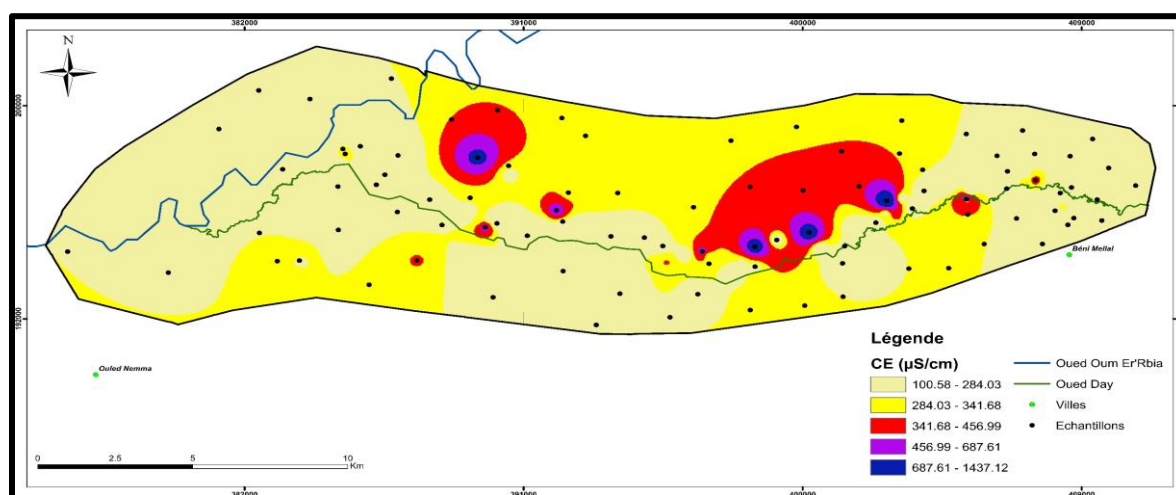 382000 391000 400000 409000
N
200000 200000
192000 192000
Béni Mellal
Ouled Nemma
Légende
CE (µS/cm)
100.58 - 284.03
284.03 - 341.68
341.68 - 456.99
456.99 - 687.61
687.61 - 1437.12
Oued Oum Er'Rbia
Oued Day
Villes
Echantillons
0 2.5 5 10
Km
382000 391000 400000 409000